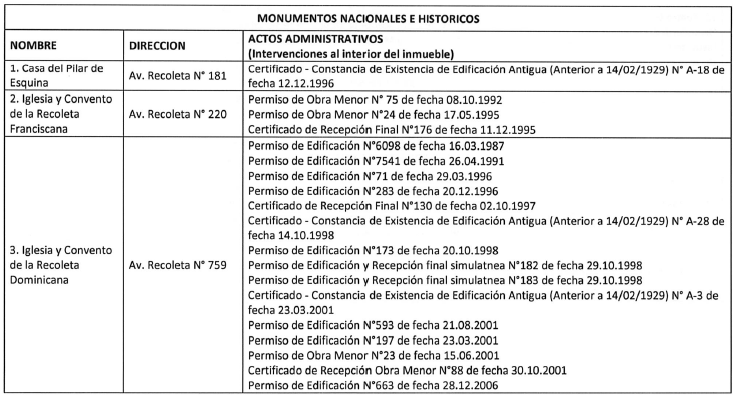 MONUMENTOS NACIONALES E HISTORICOS
NOMBRE
DIRECCION
ACTOS ADMINISTRATIVOS
(Intervenciones al interior del inmueble)
1. Casa del Pilar de
Esquina
Av. Recoleta N° 181
Certificado - Constancia de Existencia de Edificación Antigua (Anterior a 14/02/1929) N° A-18 de
fecha 12.12.1996
2. Iglesia y Convento
de la Recoleta
Franciscana
Av. Recoleta N° 220
Permiso de Obra Menor N° 75 de fecha 08.10.1992
Permiso de Obra Menor N°24 de fecha 17.05.1995
Certificado de Recepción Final N°176 de fecha 11.12.1995
3. Iglesia y Convento
de la Recoleta
Dominicana
Av. Recoleta N° 759
Permiso de Edificación N°6098 de fecha 16.03.1987
Permiso de Edificación N°7541 de fecha 26.04.1991
Permiso de Edificación N°71 de fecha 29.03.1996
Permiso de Edificación N°283 de fecha 20.12.1996
Certificado de Recepción Final N°130 de fecha 02.10.1997
Certificado - Constancia de Existencia de Edificación Antigua (Anterior a 14/02/1929) N° A-28 de
fecha 14.10.1998
Permiso de Edificación N°173 de fecha 20.10.1998
Permiso de Edificación y Recepción final simulatnea N°182 de fecha 29.10.1998
Permiso de Edificación y Recepción final simulatnea N°183 de fecha 29.10.1998
Certificado - Constancia de Existencia de Edificación Antigua (Anterior a 14/02/1929) N° A-3 de
fecha 23.03.2001
Permiso de Edificación N°593 de fecha 21.08.2001
Permiso de Edificación N°197 de fecha 23.03.2001
Permiso de Obra Menor N°23 de fecha 15.06.2001
Certificado de Recepción Obra Menor N°88 de fecha 30.10.2001
Permiso de Edificación N°663 de fecha 28.12.2006